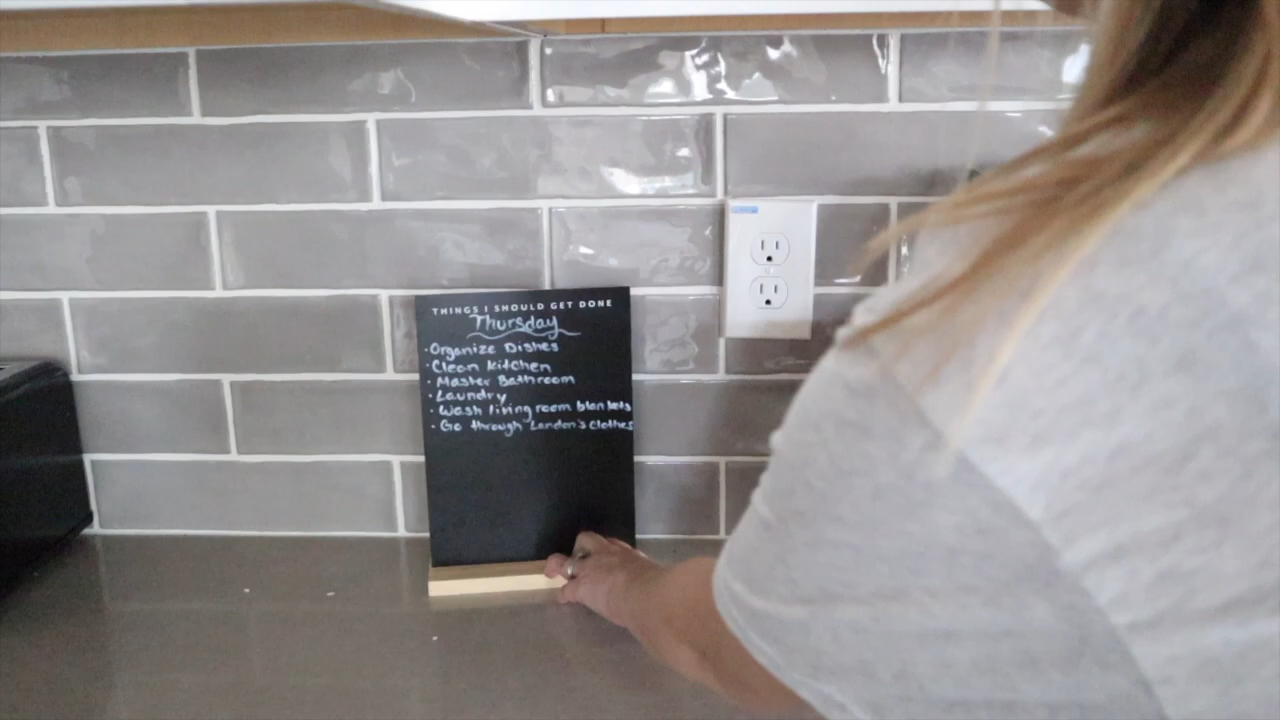 THINGS I SHOULD GET DONE
Thursday
• Organize Dishes
• Clean Kitchen
• Master Bathroom
• Laundry
• Wash living room blankets
• Go through Landon's Clothes